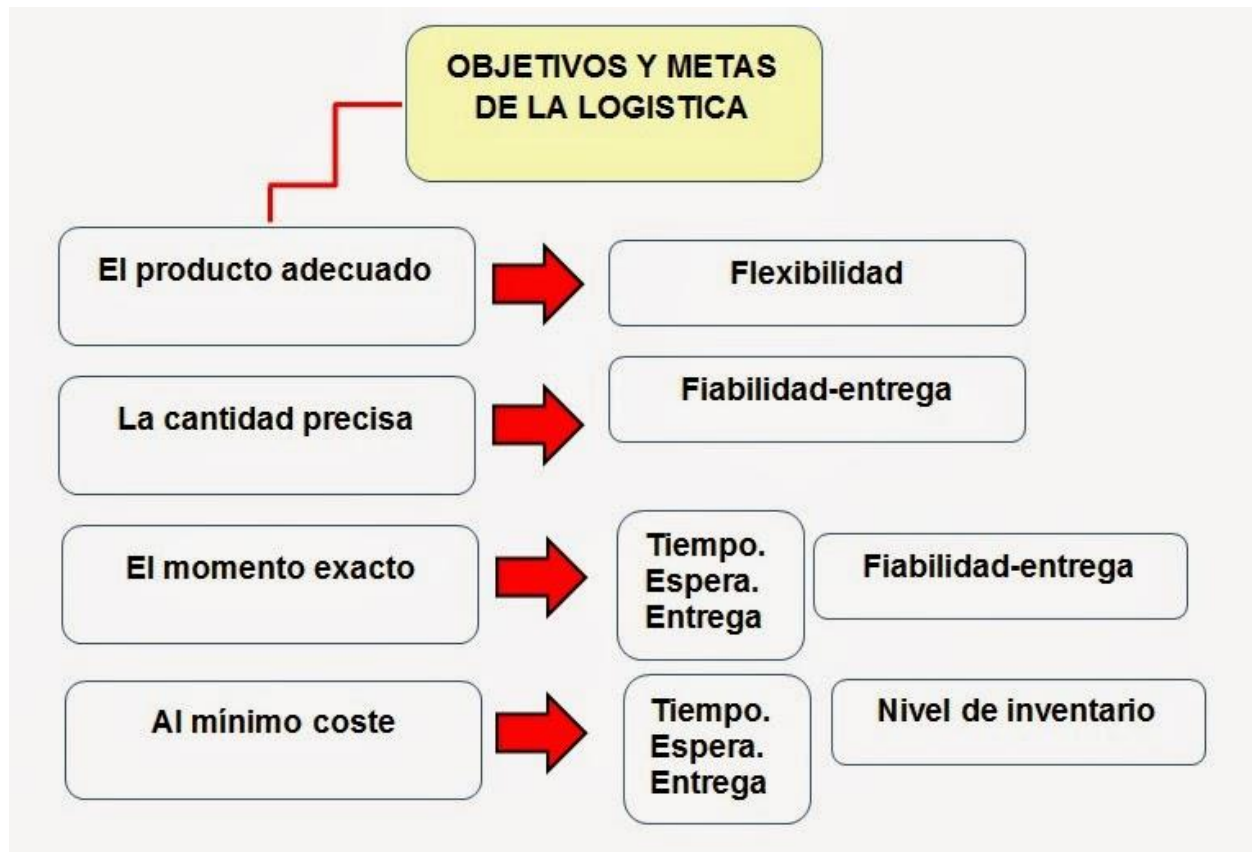 OBJETIVOS Y METAS
DE LA LOGISTICA
El producto adecuado
Flexibilidad
La cantidad precisa
Fiabilidad-entrega
El momento exacto
Tiempo.
Espera.
Entrega
Fiabilidad-entrega
Al mínimo coste
Tiempo.
Espera.
Entrega
Nivel de inventario